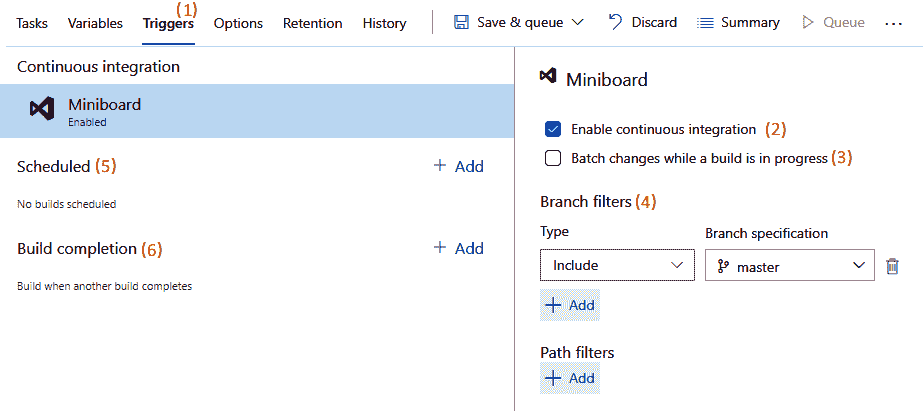 Tasks Variables Triggers (1) Options Retention History Save & queue Discard Summary Queue ...
Continuous integration
Miniboard
Enabled
Scheduled (5) + Add
No builds scheduled
Build completion (6) + Add
Build when another build completes
Miniboard
Enable continuous integration (2)
Batch changes while a build is in progress (3)
Branch filters (4)
Type Branch specification
Include master
+ Add
Path filters
+ Add